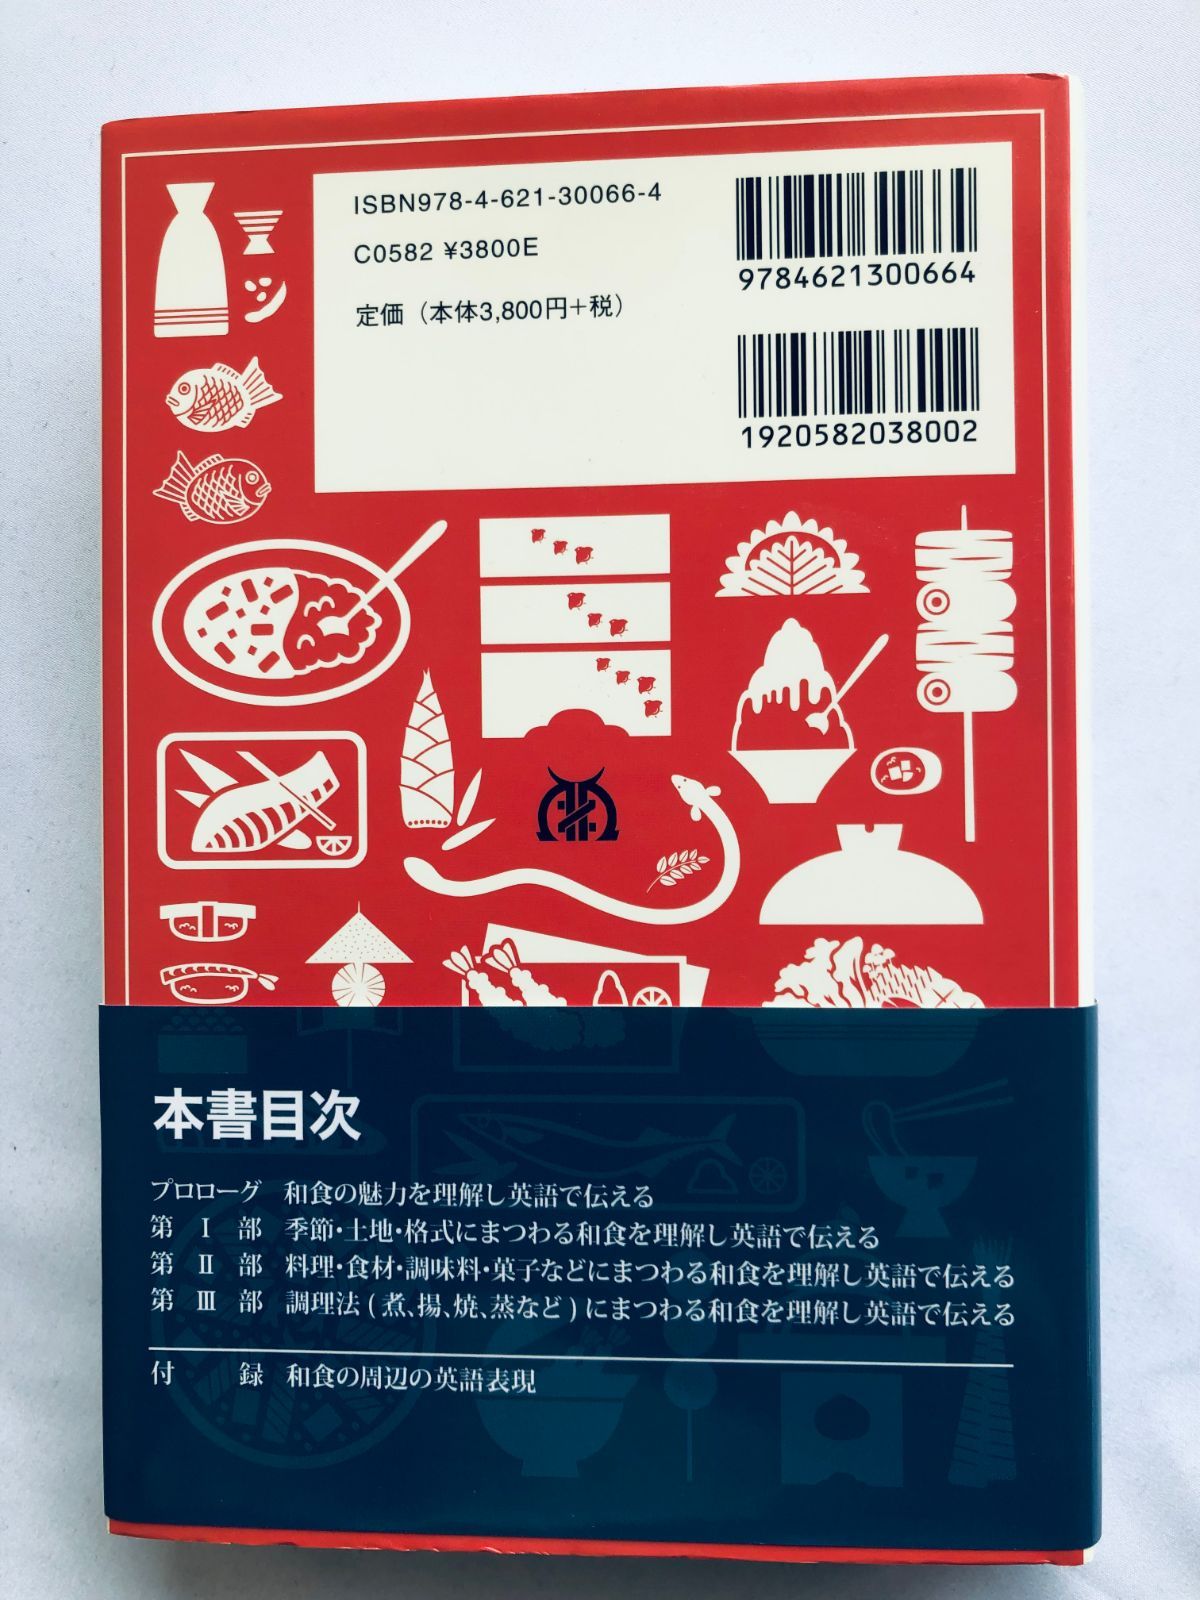 ISBN978-4-621-30066-4
C0582 ¥3800E
定価（本体3,800円＋税）
9784621300664
1920582038002
本書目次
プロローグ 和食の魅力を理解し英語で伝える
第 Ⅰ 部 季節・土地・格式にまつわる和食を理解し英語で伝える
第 Ⅱ 部 料理・食材・調味料・菓子などにまつわる和食を理解し英語で伝える
第 Ⅲ 部 調理法(煮、揚、焼、蒸など)にまつわる和食を理解し英語で伝える
付 録 和食の周辺の英語表現